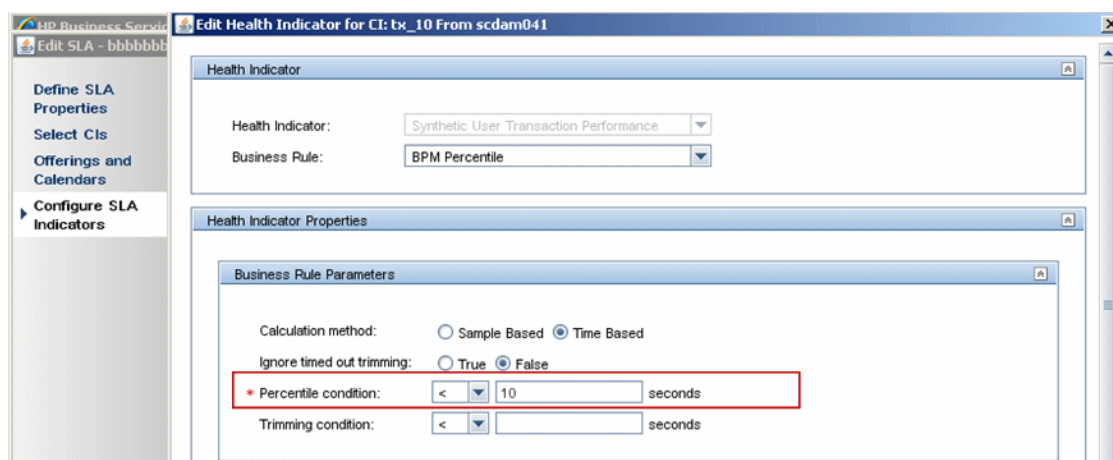 HP Business Servic
Edit Health Indicator for CI: tx_10 From scdam041
Edit SLA - bbbbbbb
Define SLA
Properties
Select CIs
Offerings and
Calendars
Configure SLA
Indicators
Health Indicator
Health Indicator: Synthetic User Transaction Performance
Business Rule: BPM Percentile
Health Indicator Properties
Business Rule Parameters
Calculation method: Sample Based Time Based
Ignore timed out trimming: True False
* Percentile condition: < 10 seconds
Trimming condition: < seconds